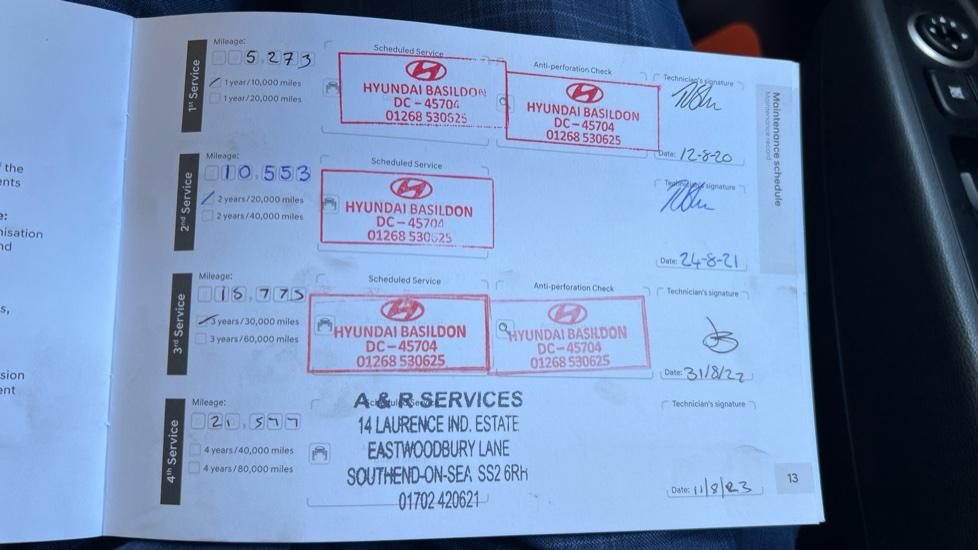 the
ents
e:
nisation
nd
s,
sion
ent
Maintenance schedule
Maintenance record
1st Service
Mileage:
5,273
1 year/10,000 miles
1 year/20,000 miles
Scheduled Service
HYUNDAI BASILDON
DC – 45704
01268 530625
Anti-perforation Check
HYUNDAI BASILDON
DC – 45704
01268 530625
Technician's signature
Date: 12-8-20
2nd Service
Mileage:
10,553
2 years/20,000 miles
2 years/40,000 miles
Scheduled Service
HYUNDAI BASILDON
DC – 45704
01268 530625
Technician's signature
Date: 24-8-21
3rd Service
Mileage:
15,773
3 years/30,000 miles
3 years/60,000 miles
Scheduled Service
HYUNDAI BASILDON
DC – 45704
01268 530625
Anti-perforation Check
HYUNDAI BASILDON
DC – 45704
01268 530625
Technician's signature
Date: 31/8/22
4th Service
Mileage:
4 years/40,000 miles
4 years/80,000 miles
Scheduled Service
A & R SERVICES
14 LAURENCE IND. ESTATE
EASTWOODBURY LANE
SOUTHEND-ON-SEA SS2 6RH
01702 420621
Technician's signature
Date: 11/8/23
13